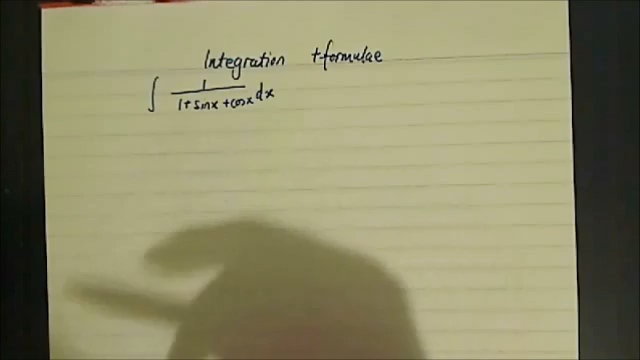 Integration t-formulae
∫ 1/(1+sinx+cosx) dx